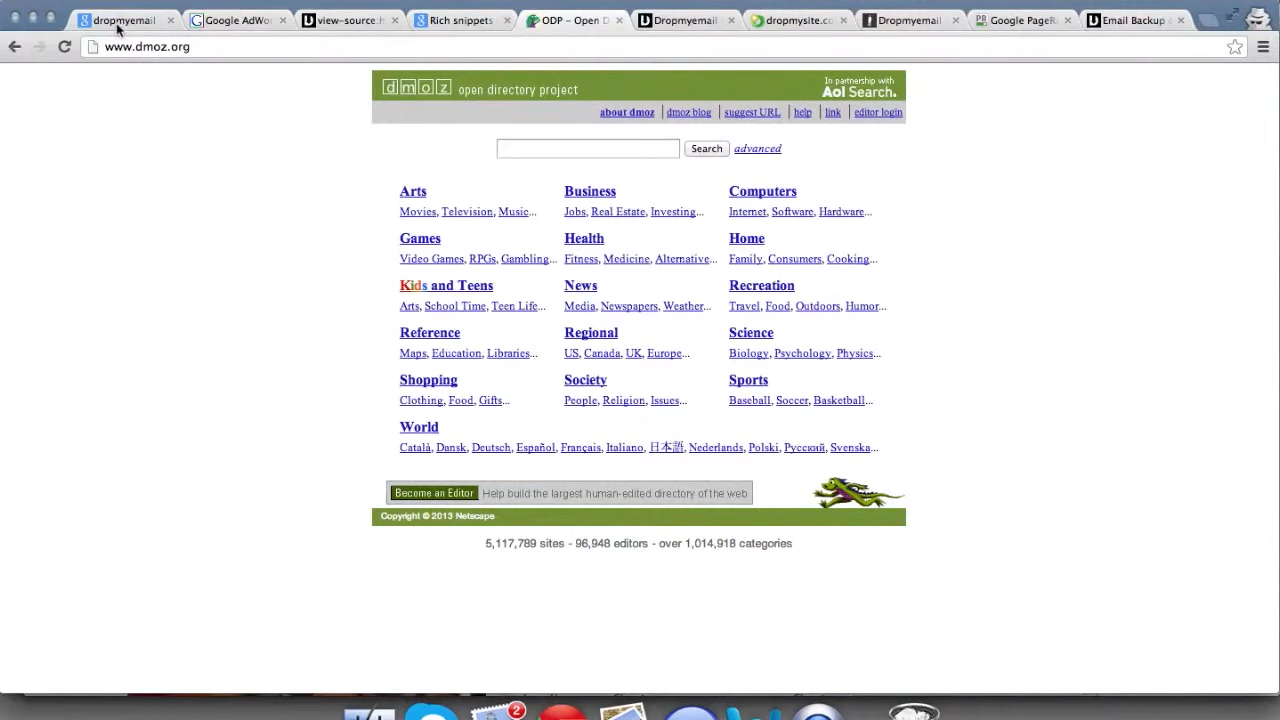 dropmyemail
Google AdWo
view-source:h
Rich snippets
ODP – Open D
Dropmyemail
dropmysite.co
Dropmyemail
Google PageRa
Email Backup &
www.dmoz.org
dmoz open directory project
In partnership with
Aol Search.
about dmoz | dmoz blog | suggest URL | help | link | editor login
Search advanced
Arts Business Computers
Movies, Television, Music... Jobs, Real Estate, Investing... Internet, Software, Hardware...
Games Health Home
Video Games, RPGs, Gambling... Fitness, Medicine, Alternative... Family, Consumers, Cooking...
Kids and Teens News Recreation
Arts, School Time, Teen Life... Media, Newspapers, Weather... Travel, Food, Outdoors, Humor...
Reference Regional Science
Maps, Education, Libraries... US, Canada, UK, Europe... Biology, Psychology, Physics...
Shopping Society Sports
Clothing, Food, Gifts... People, Religion, Issues... Baseball, Soccer, Basketball...
World
Català, Dansk, Deutsch, Español, Français, Italiano, 日本語, Nederlands, Polski, Русский, Svenska...
Become an Editor Help build the largest human-edited directory of the web
Copyright © 2013 Netscape
5,117,789 sites - 96,948 editors - over 1,014,918 categories
2